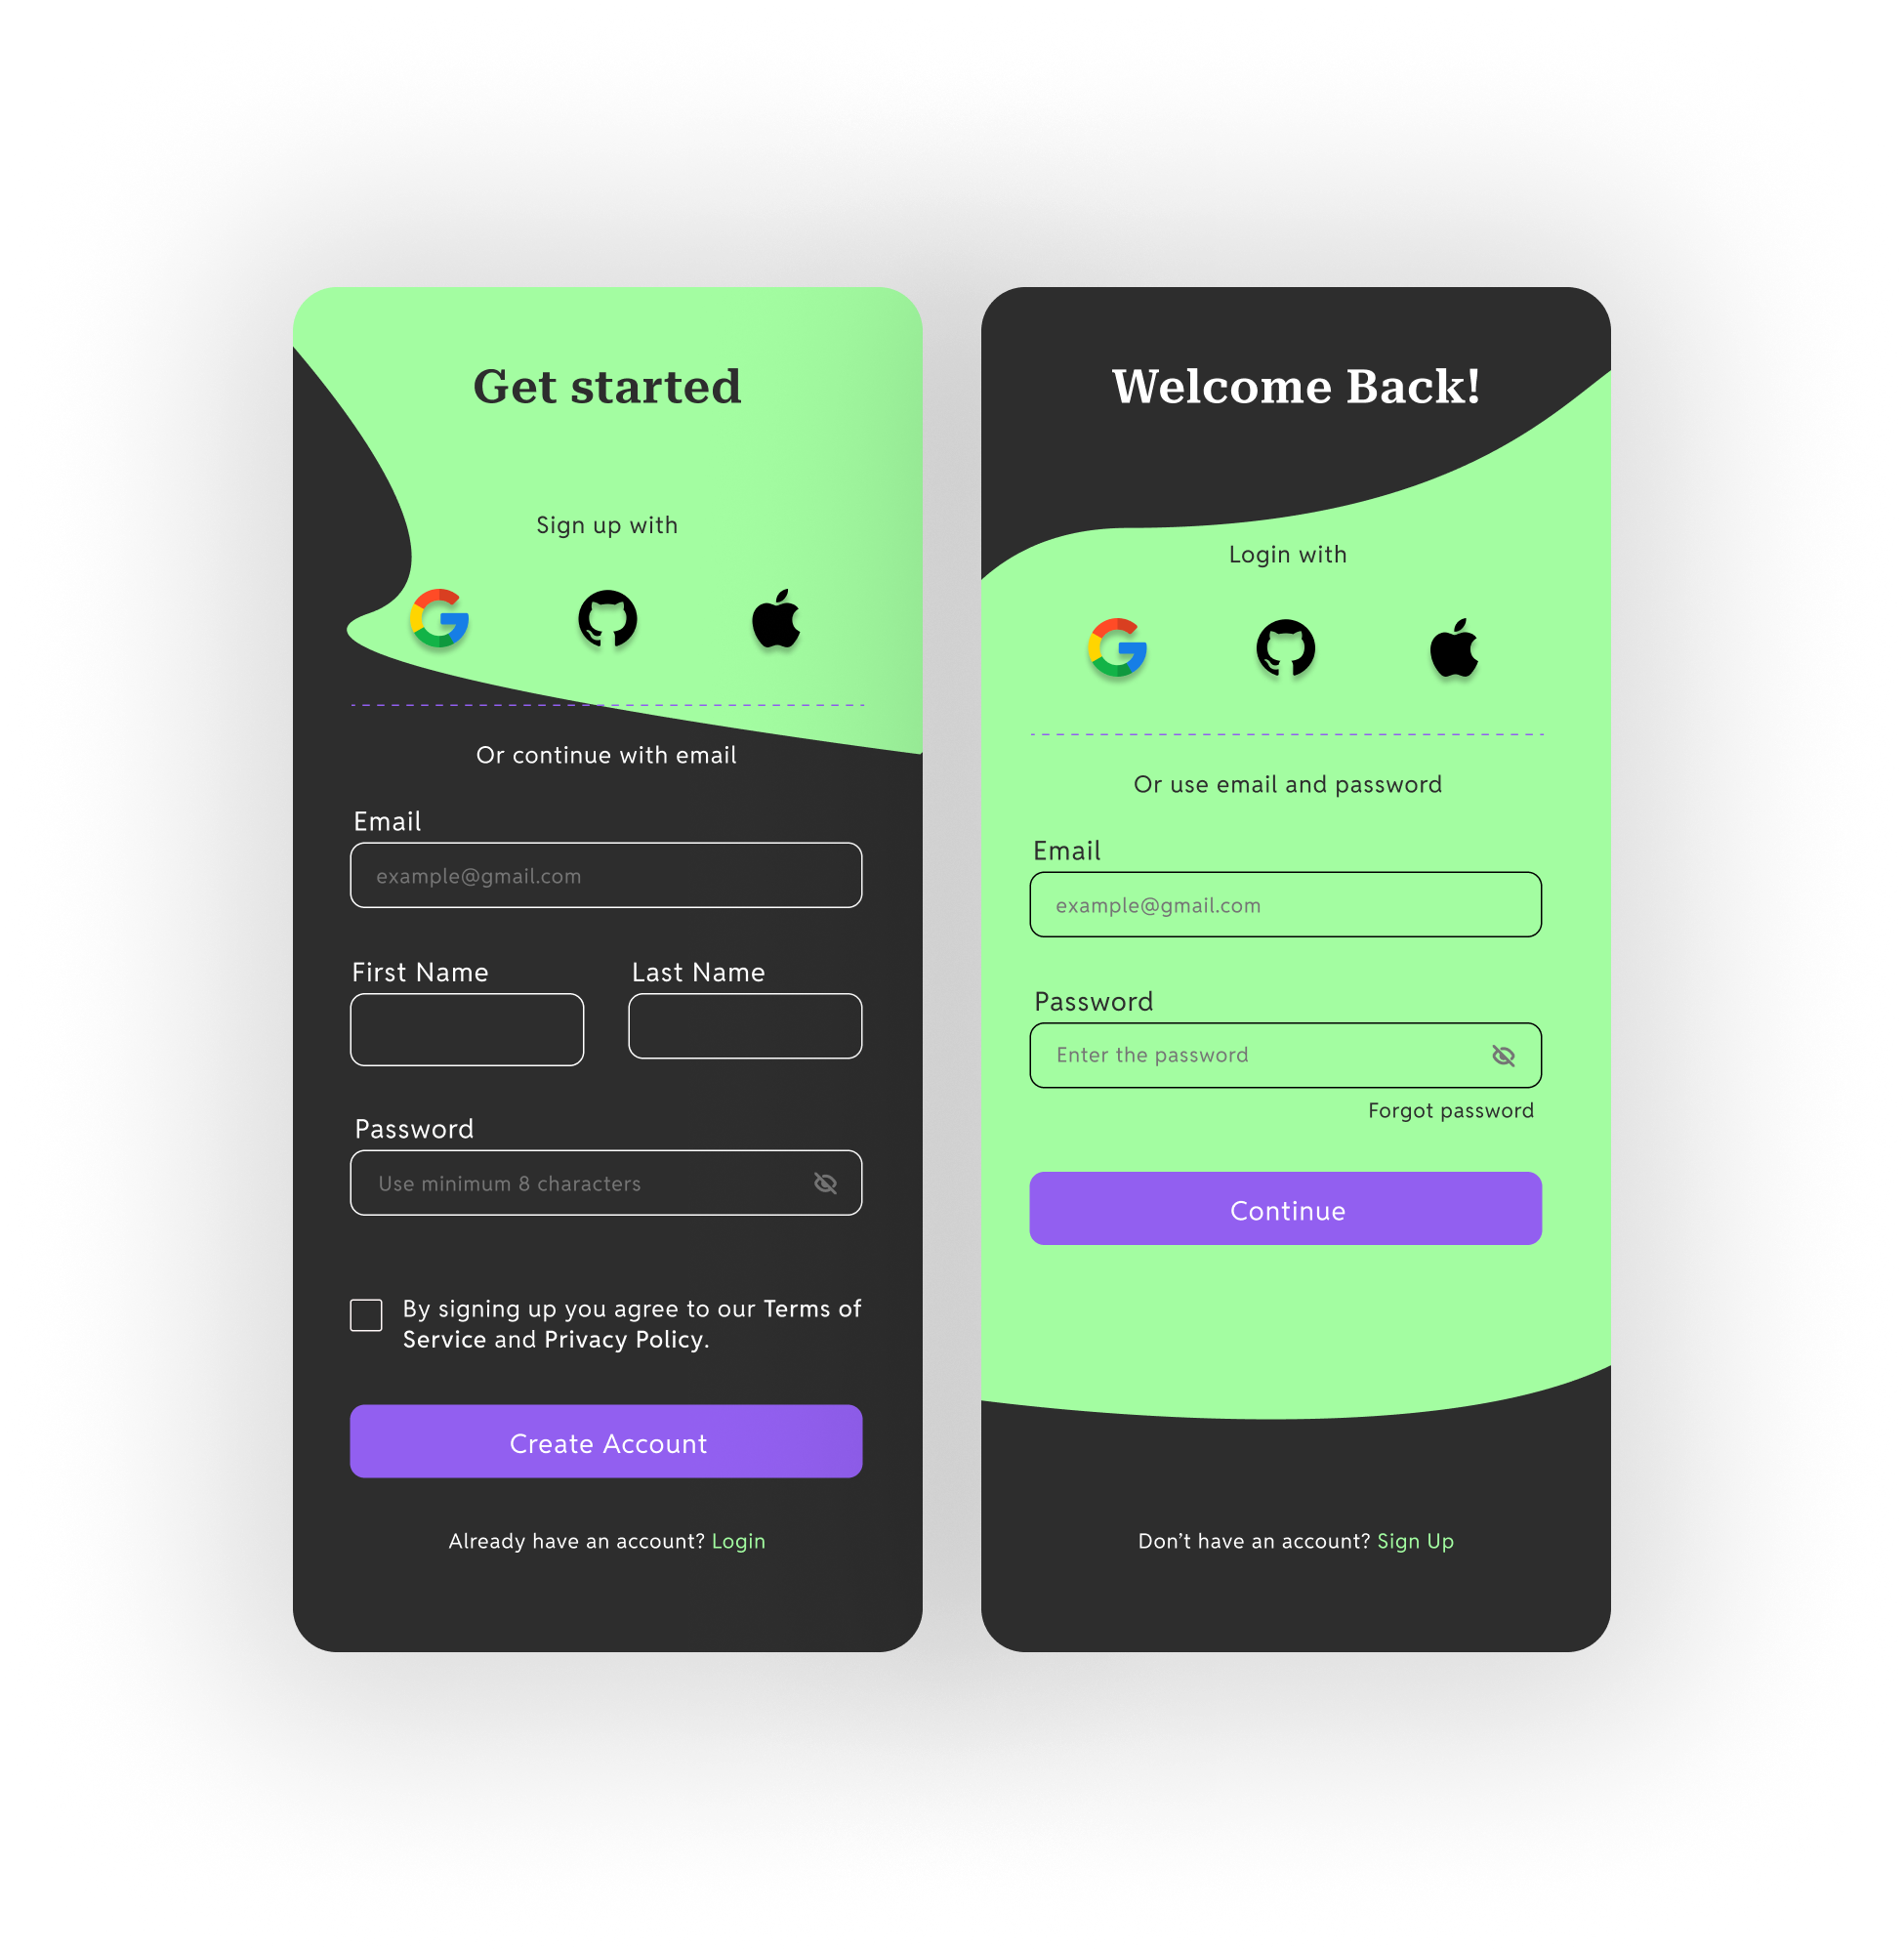 Get started
Sign up with
Or continue with email
Email
example@gmail.com
First Name
Last Name
Password
Use minimum 8 characters
By signing up you agree to our Terms of
Service and Privacy Policy.
Create Account
Already have an account? Login
Welcome Back!
Login with
Or use email and password
Email
example@gmail.com
Password
Enter the password
Forgot password
Continue
Don’t have an account? Sign Up